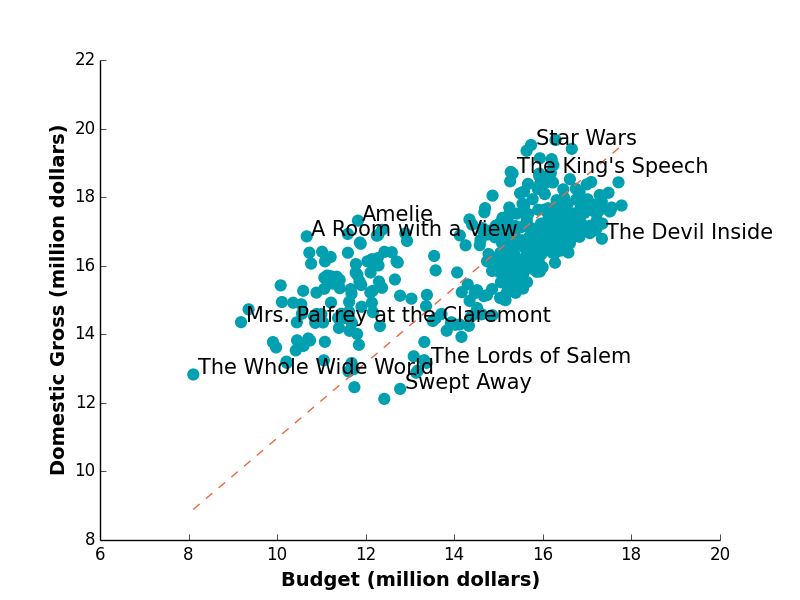 22
20
18
16
14
12
10
8
6
8
10
12
14
16
18
20
Domestic Gross (million dollars)
Budget (million dollars)
Star Wars
The King's Speech
Amelie
A Room with a View
The Devil Inside
Mrs. Palfrey at the Claremont
The Lords of Salem
The Whole Wide World
Swept Away